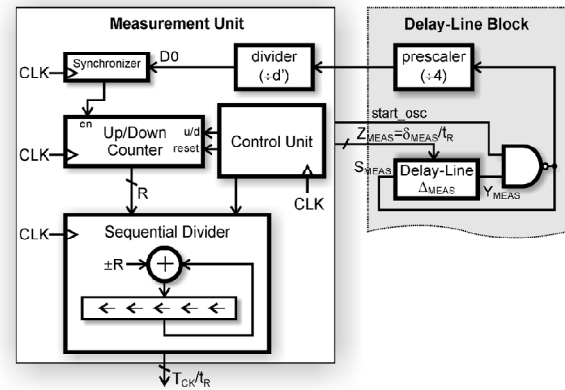 Measurement Unit
Delay-Line Block
CLK
Synchronizer
D0
divider
(÷d')
prescaler
(÷4)
en
CLK
Up/Down
Counter
u/d
reset
Control Unit
CLK
start_osc
Z_MEAS=δ_MEAS/t_R
S_MEAS
Delay-Line
Δ_MEAS
Y_MEAS
R
CLK
Sequential Divider
±R
+
T_CK/t_R